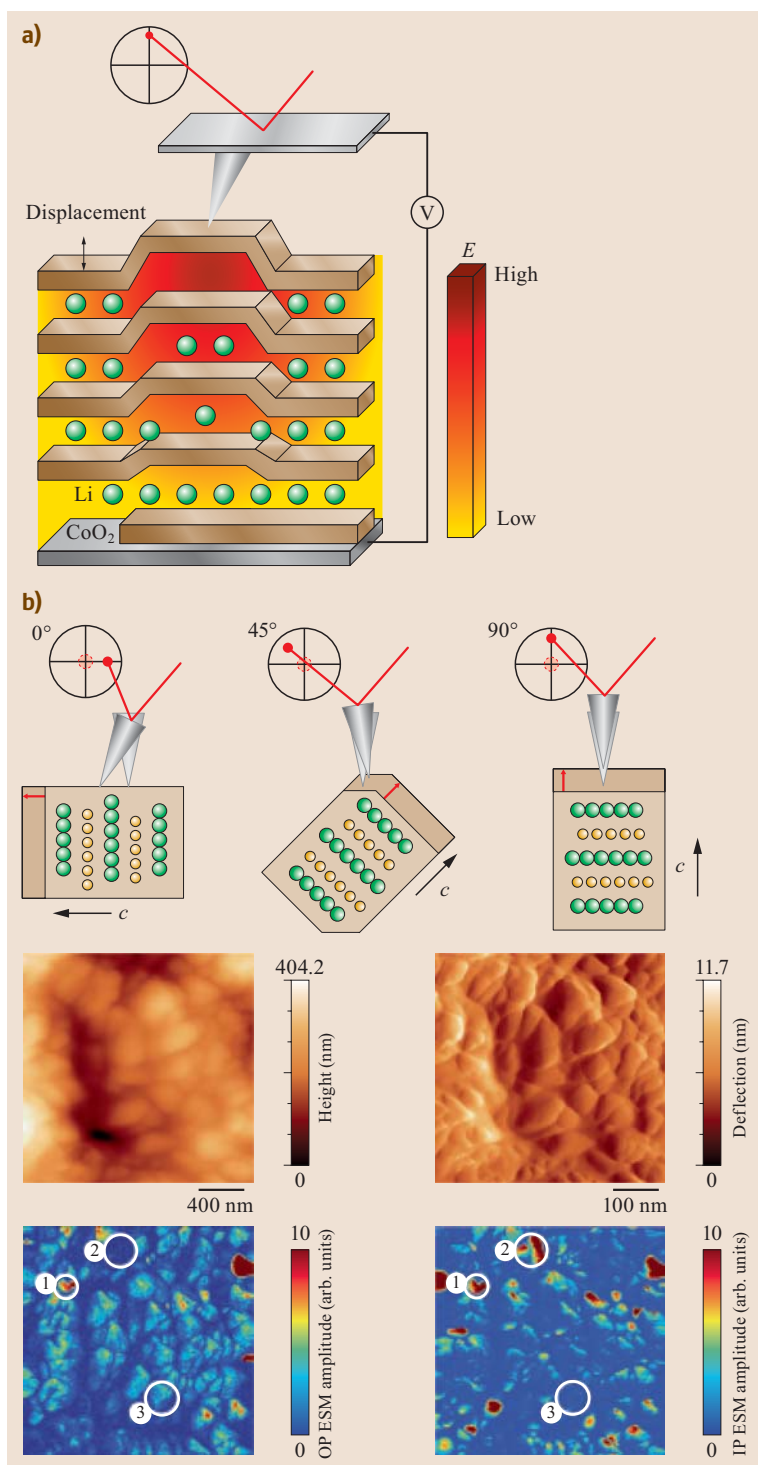 a)
Displacement
V
E
High
Low
Li
CoO2
b)
0°
45°
90°
c
c
c
404.2
Height (nm)
0
400 nm
11.7
Deflection (nm)
0
100 nm
2
1
3
10
OP ESM amplitude (arb. units)
0
2
1
3
10
IP ESM amplitude (arb. units)
0